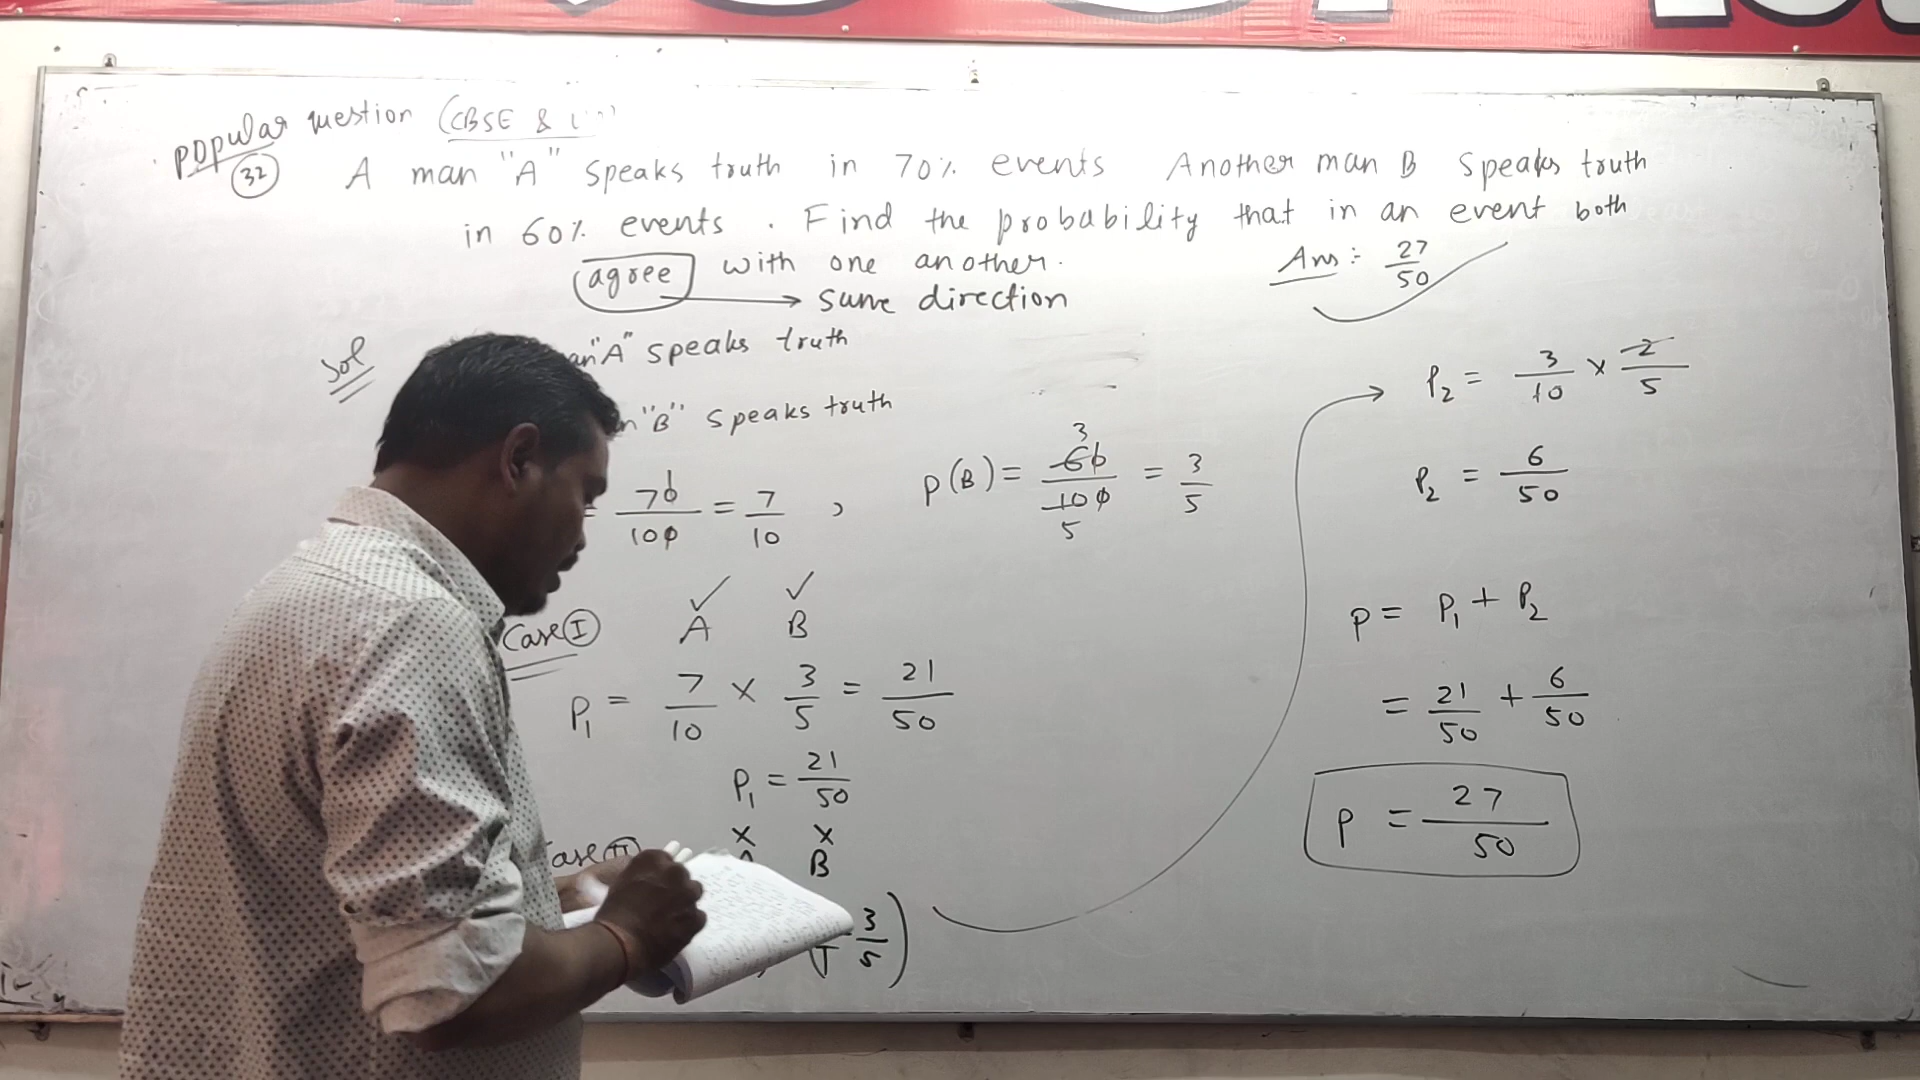 popular question (CBSE &
32 A man "A" speaks truth in 70% events Another man B speaks truth
in 60% events . Find the probability that in an event both
agree with one another.
same direction
Ans :- 27/50
Sol "A" speaks truth
"B" speaks truth
= 70/100 = 7/10 , P(B) = 60/100 = 3/5
3
5
Case I A B
P₁ = 7/10 × 3/5 = 21/50
P₁ = 21/50
Case II B
3/5)
P₂ = 3/10 × 2/5
P₂ = 6/50
P = P₁ + P₂
= 21/50 + 6/50
P = 27/50